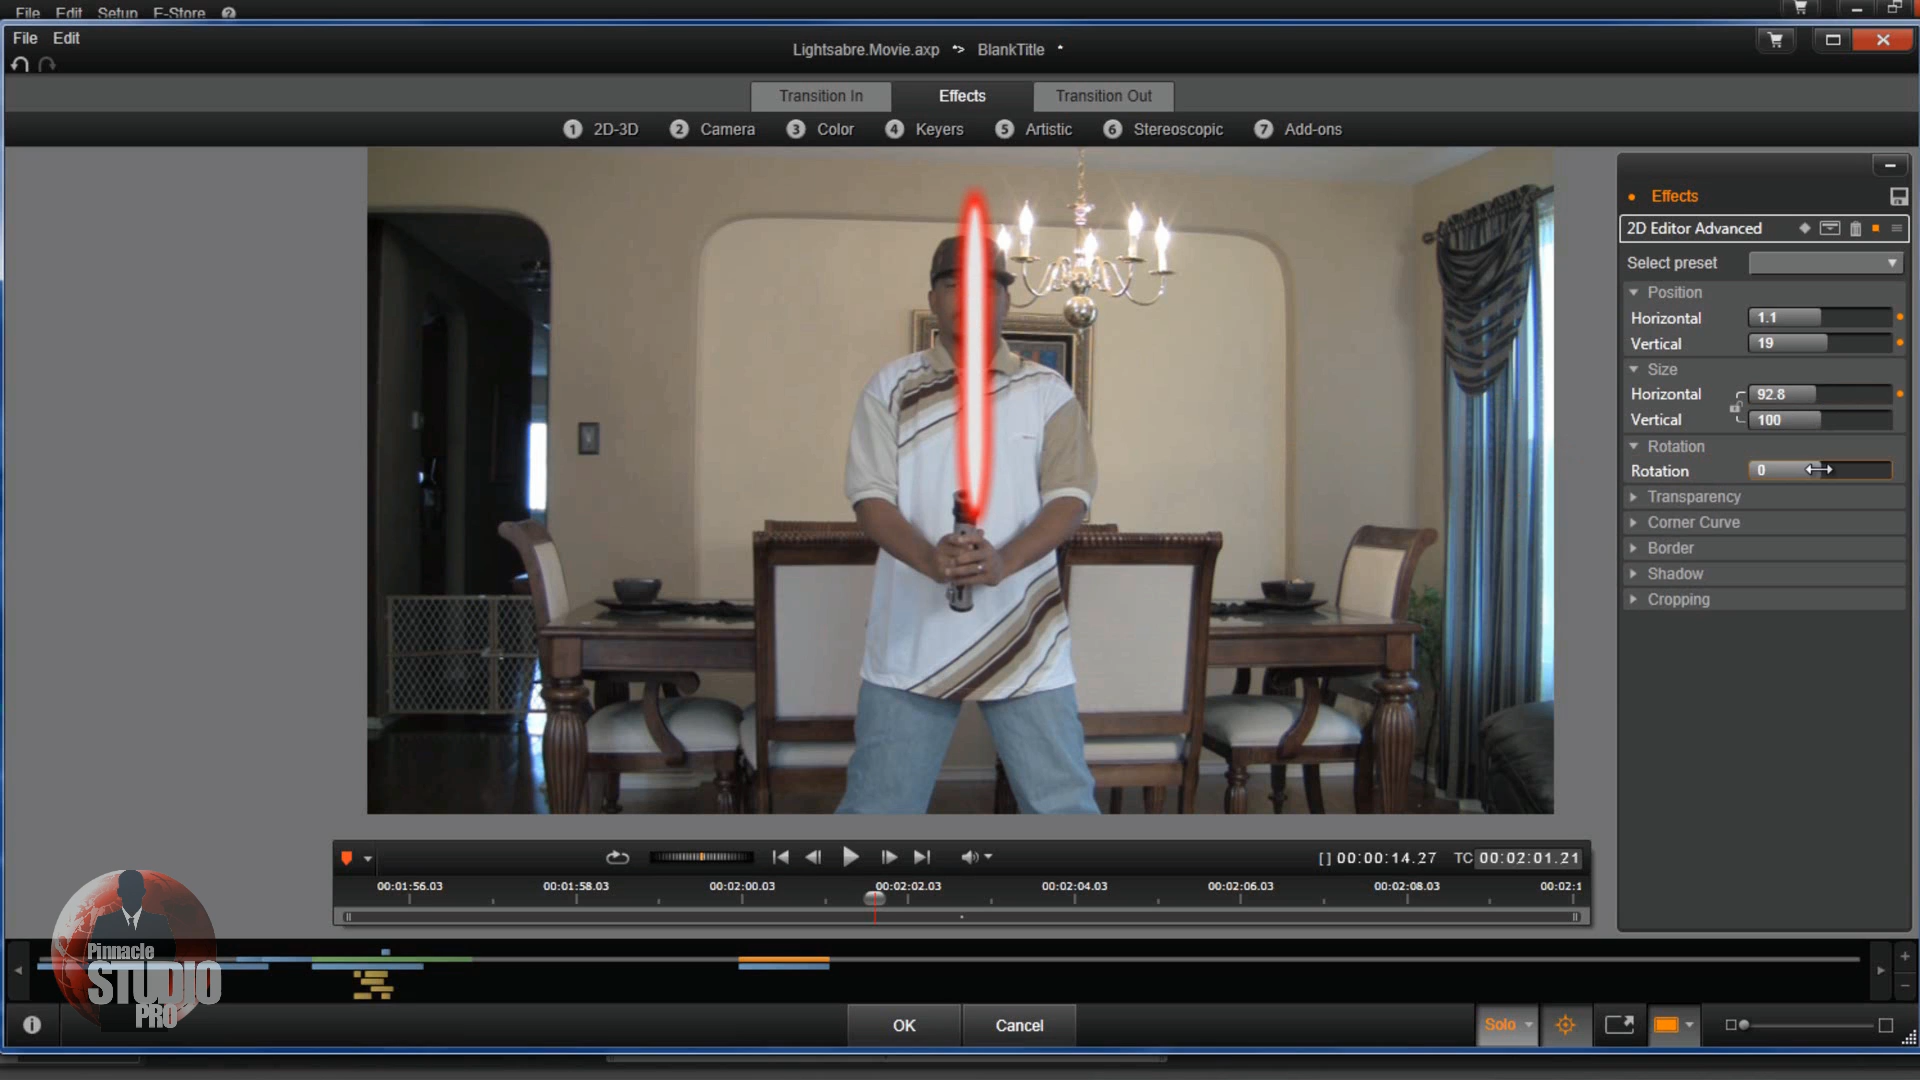 File Edit Setup E-Store ?
File Edit
Lightsabre.Movie.axp *> BlankTitle *
Transition In Effects Transition Out
1 2D-3D 2 Camera 3 Color 4 Keyers 5 Artistic 6 Stereoscopic 7 Add-ons
Effects
2D Editor Advanced
Select preset
Position
Horizontal 1.1
Vertical 19
Size
Horizontal 92.8
Vertical 100
Rotation
Rotation 0
Transparency
Corner Curve
Border
Shadow
Cropping
[] 00:00:14.27 TC 00:02:01.21
00:01:56.03 00:01:58.03 00:02:00.03 00:02:02.03 00:02:04.03 00:02:06.03 00:02:08.03 00:02:1
Pinnacle
STUDIO
PRO
OK Cancel Solo